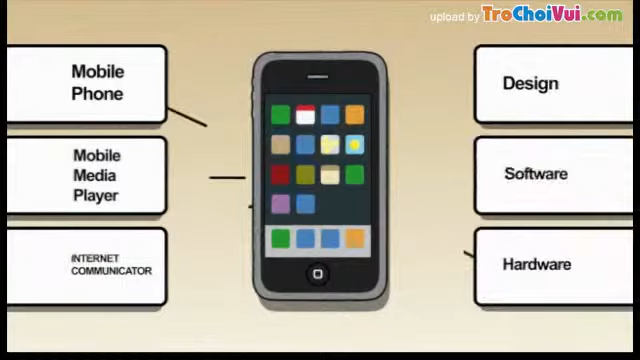 upload by TroChoiVui.com
Mobile
Phone
Mobile
Media
Player
INTERNET
COMMUNICATOR
Design
Software
Hardware